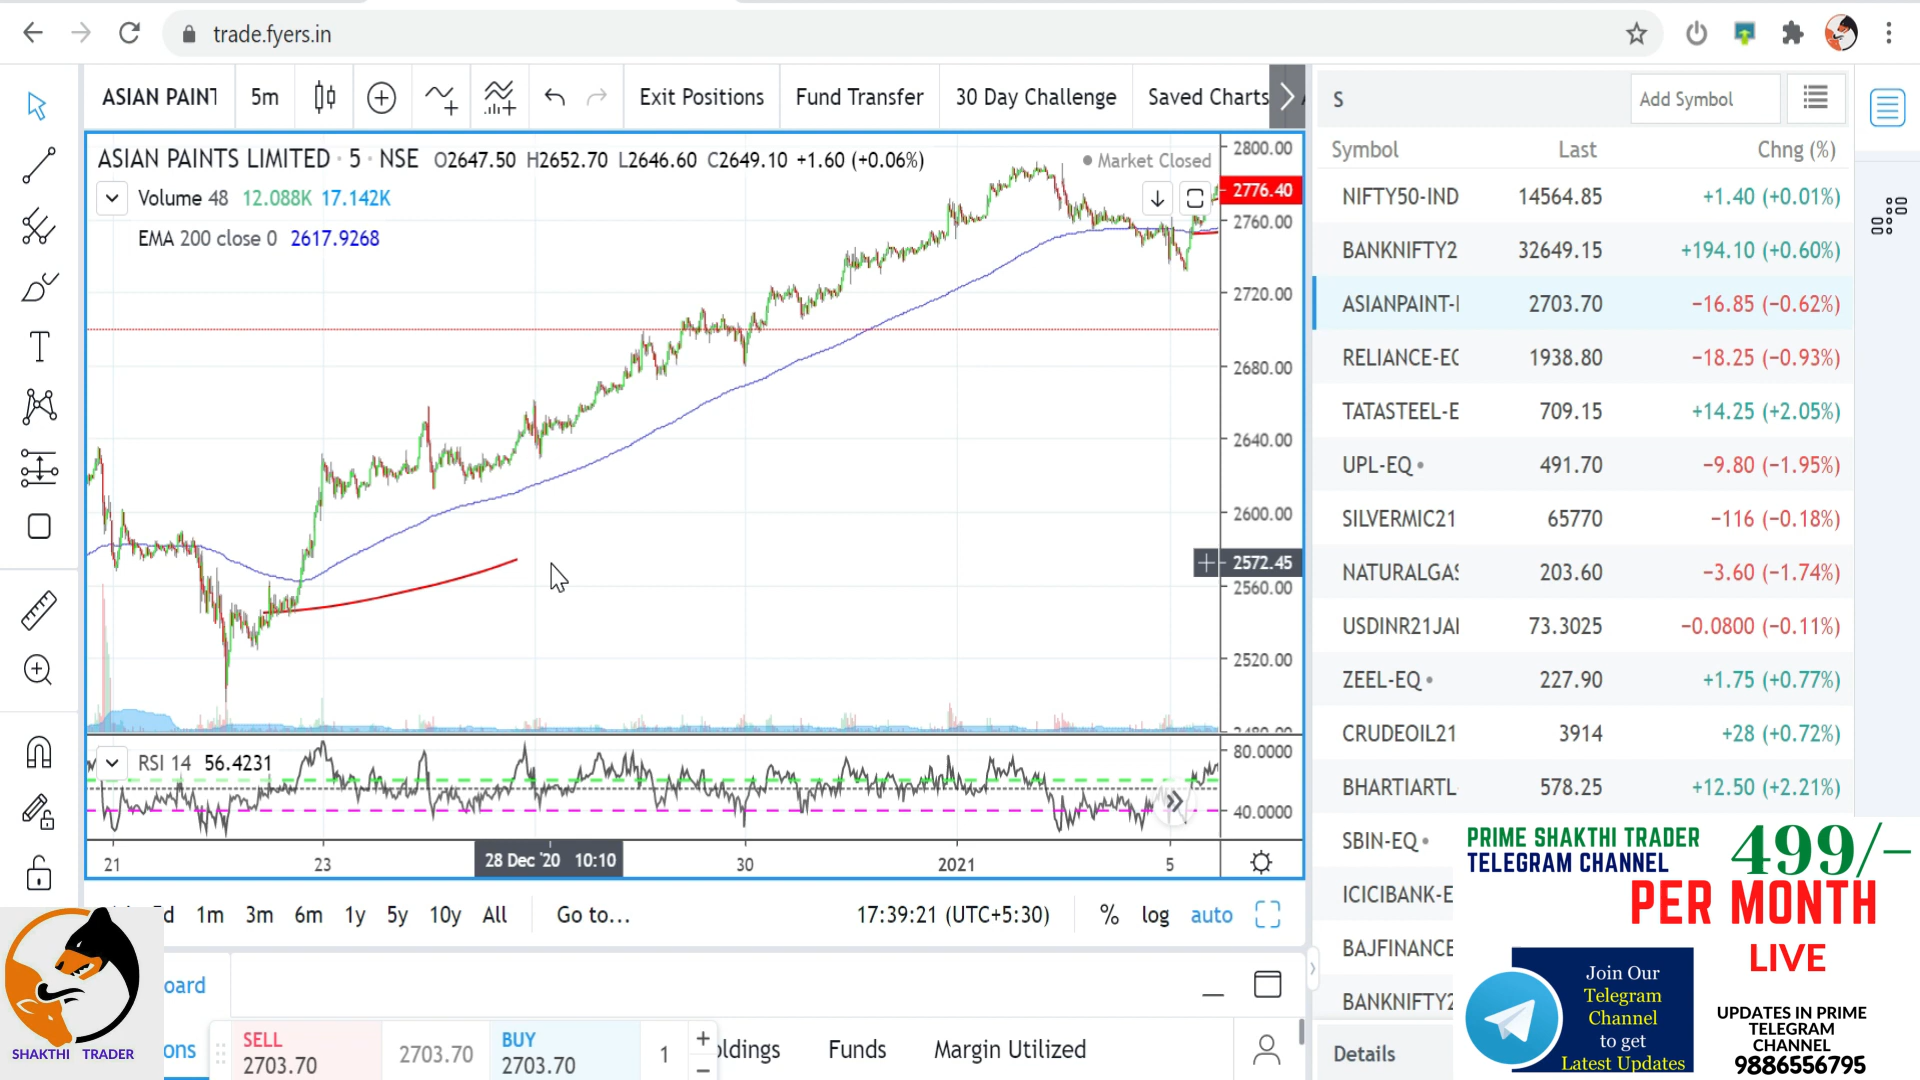 trade.fyers.in
ASIAN PAINT
5m
Exit Positions
Fund Transfer
30 Day Challenge
Saved Charts
S
Add Symbol
ASIAN PAINTS LIMITED · 5 · NSE O2647.50 H2652.70 L2646.60 C2649.10 +1.60 (+0.06%)
Market Closed
Volume 48 12.088K 17.142K
EMA 200 close 0 2617.9268
2800.00
2776.40
2760.00
2720.00
2680.00
2640.00
2600.00
2572.45
2560.00
2520.00
RSI 14 56.4231
80.0000
40.0000
21
23
28 Dec '20 10:10
30
2021
5
1m 3m 6m 1y 5y 10y All
Go to...
17:39:21 (UTC+5:30)
% log auto
oard
ons
SELL
2703.70
2703.70
BUY
2703.70
1
oldings
Funds
Margin Utilized
Symbol Last Chng (%)
NIFTY50-IND 14564.85 +1.40 (+0.01%)
BANKNIFTY2 32649.15 +194.10 (+0.60%)
ASIANPAINT- 2703.70 −16.85 (−0.62%)
RELIANCE-EQ 1938.80 −18.25 (−0.93%)
TATASTEEL-E 709.15 +14.25 (+2.05%)
UPL-EQ 491.70 −9.80 (−1.95%)
SILVERMIC21 65770 −116 (−0.18%)
NATURALGAS 203.60 −3.60 (−1.74%)
USDINR21JA 73.3025 −0.0800 (−0.11%)
ZEEL-EQ 227.90 +1.75 (+0.77%)
CRUDEOIL21 3914 +28 (+0.72%)
BHARTIARTL 578.25 +12.50 (+2.21%)
SBIN-EQ
ICICIBANK-E
BAJFINANCE
BANKNIFTY2
Details
PRIME SHAKTHI TRADER
TELEGRAM CHANNEL
499/-
PER MONTH
LIVE
Join Our
Telegram
Channel
to get
Latest Updates
UPDATES IN PRIME
TELEGRAM
CHANNEL
9886556795
SHAKTHI TRADER